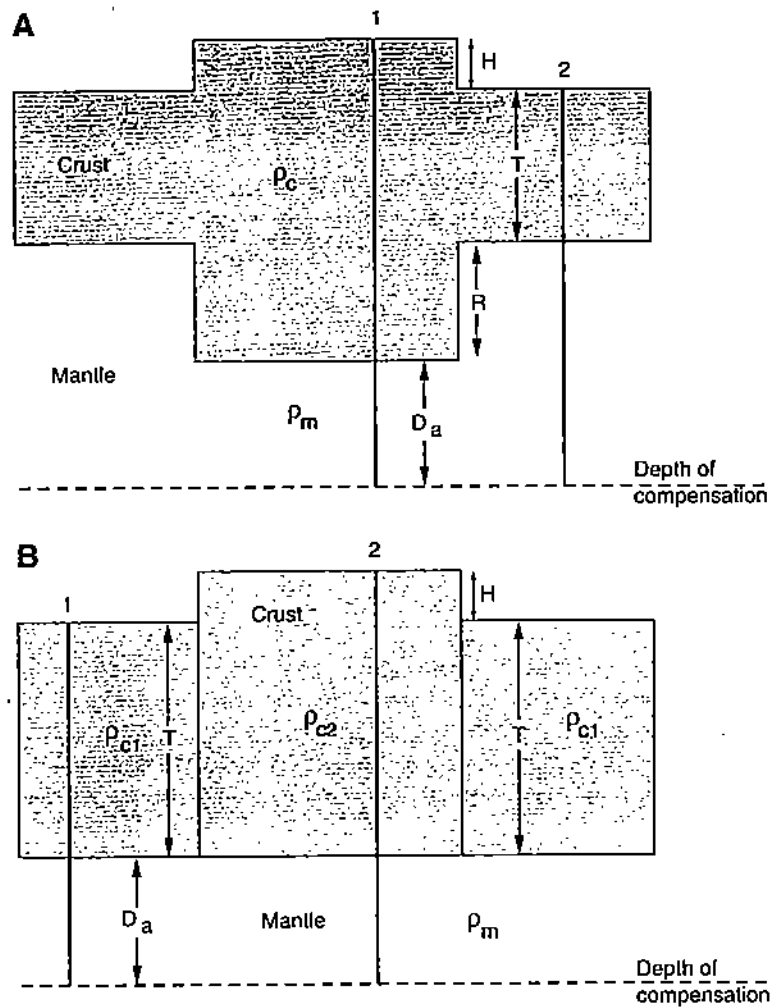 A
1
H
2
Crust
ρc
T
R
Mantle
ρm
Da
Depth of
compensation
B
2
1
H
Crust
ρc1
T
ρc2
T
ρc1
Da
Mantle
ρm
Depth of
compensation